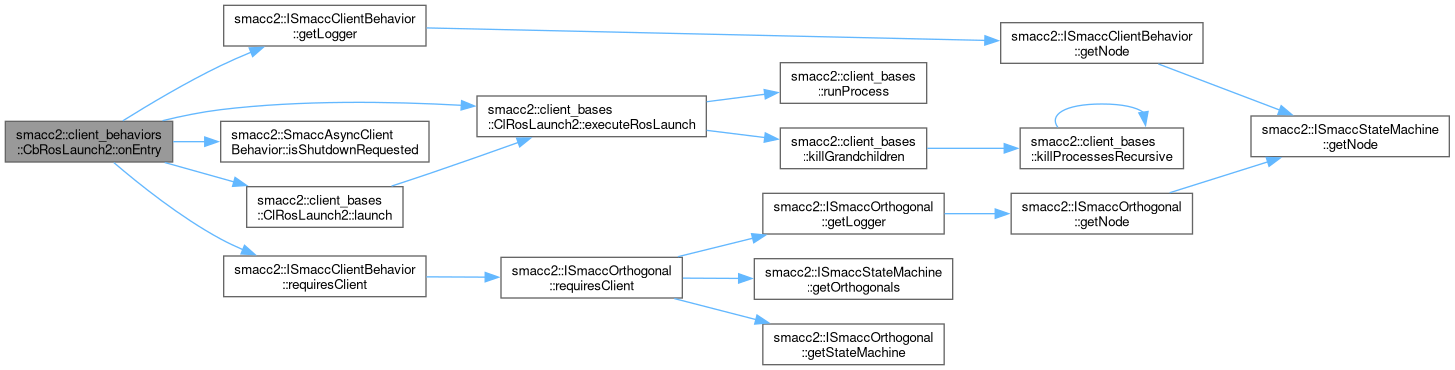 smacc2::client_behaviors
::CbRosLaunch2::onEntry
smacc2::ISmaccClientBehavior
::getLogger
smacc2::client_bases
::ClRosLaunch2::executeRosLaunch
smacc2::SmaccAsyncClient
Behavior::isShutdownRequested
smacc2::client_bases
::ClRosLaunch2::launch
smacc2::ISmaccClientBehavior
::requiresClient
smacc2::ISmaccOrthogonal
::requiresClient
smacc2::client_bases
::runProcess
smacc2::client_bases
::killGrandchildren
smacc2::ISmaccOrthogonal
::getLogger
smacc2::ISmaccStateMachine
::getOrthogonals
smacc2::ISmaccOrthogonal
::getStateMachine
smacc2::ISmaccClientBehavior
::getNode
smacc2::client_bases
::killProcessesRecursive
smacc2::ISmaccOrthogonal
::getNode
smacc2::ISmaccStateMachine
::getNode